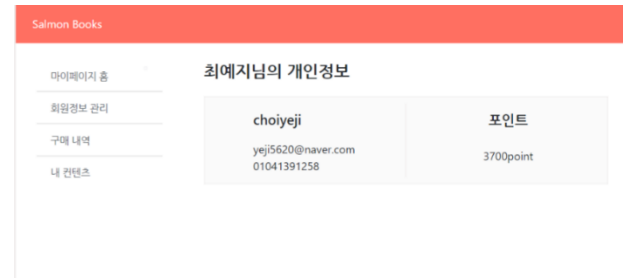 Salmon Books
마이페이지 홈
회원정보 관리
구매 내역
내 컨텐츠
최예지님의 개인정보
choiyeji
yeji5620@naver.com
01041391258
포인트
3700point